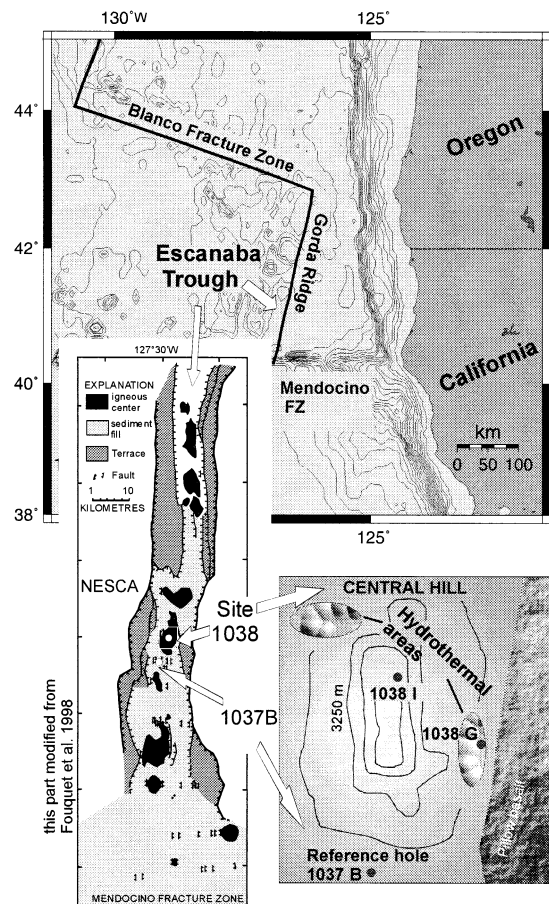 130°W
125°
44°
42°
40°
38°
Blanco Fracture Zone
Oregon
Gorda Ridge
Escanaba
Trough
California
Mendocino
FZ
km
0 50 100
125°
127°30'W
EXPLANATION
igneous
center
sediment
fill
Terrace
Fault
1 10
KILOMETRES
NESCA
Site
1038
1037B
this part modified from
Fouquet et al. 1998
MENDOCINO FRACTURE ZONE
CENTRAL HILL
Hydrothermal
areas
3250 m
1038 I
1038 G
Pillow basalt
Reference hole
1037 B